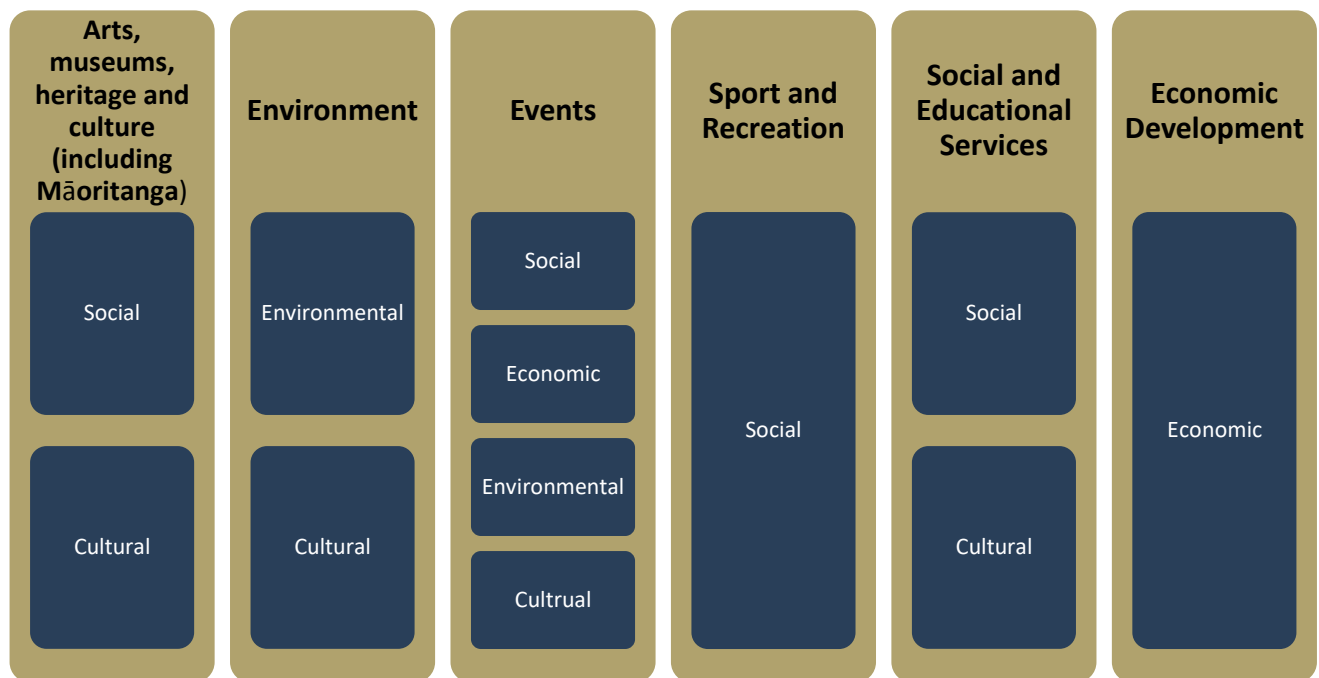 Arts,
museums,
heritage and
culture
(including
Māoritanga)
Social
Cultural
Environment
Environmental
Cultural
Events
Social
Economic
Environmental
Cultrual
Sport and
Recreation
Social
Social and
Educational
Services
Social
Cultural
Economic
Development
Economic